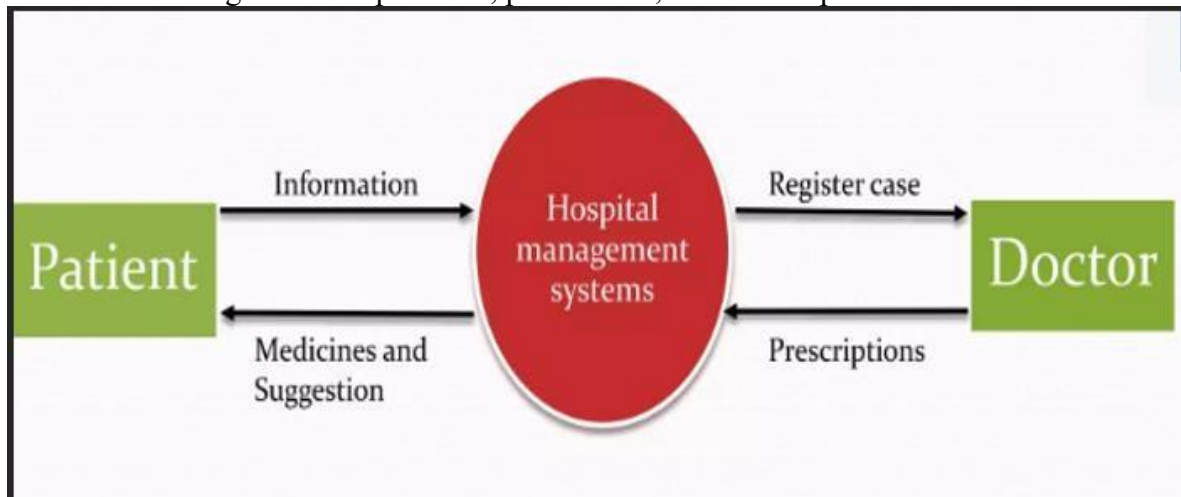 Information
Register case
Patient
Hospital
management
systems
Doctor
Medicines and
Suggestion
Prescriptions